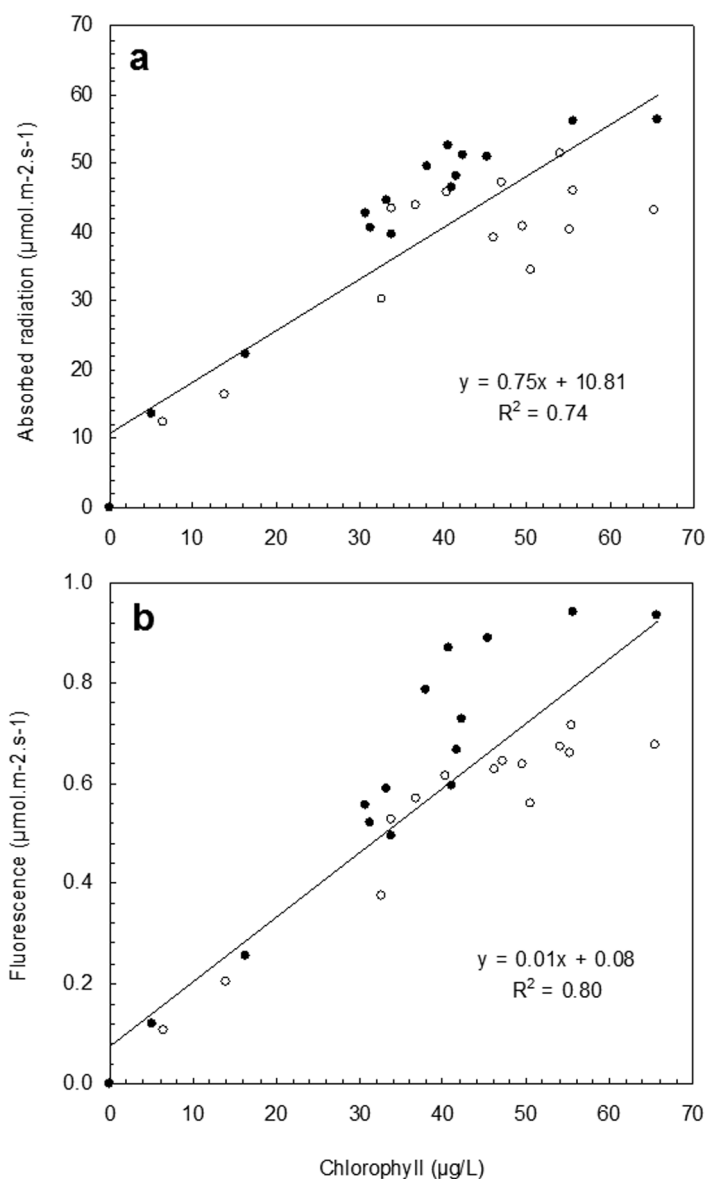 a
Absorbed radiation (µmol.m-2.s-1)
70
60
50
40
30
20
10
0
y = 0.75x + 10.81
R² = 0.74
0 10 20 30 40 50 60 70
b
Fluorescence (µmol.m-2.s-1)
1.0
0.8
0.6
0.4
0.2
0.0
y = 0.01x + 0.08
R² = 0.80
0 10 20 30 40 50 60 70
Chlorophyll (µg/L)